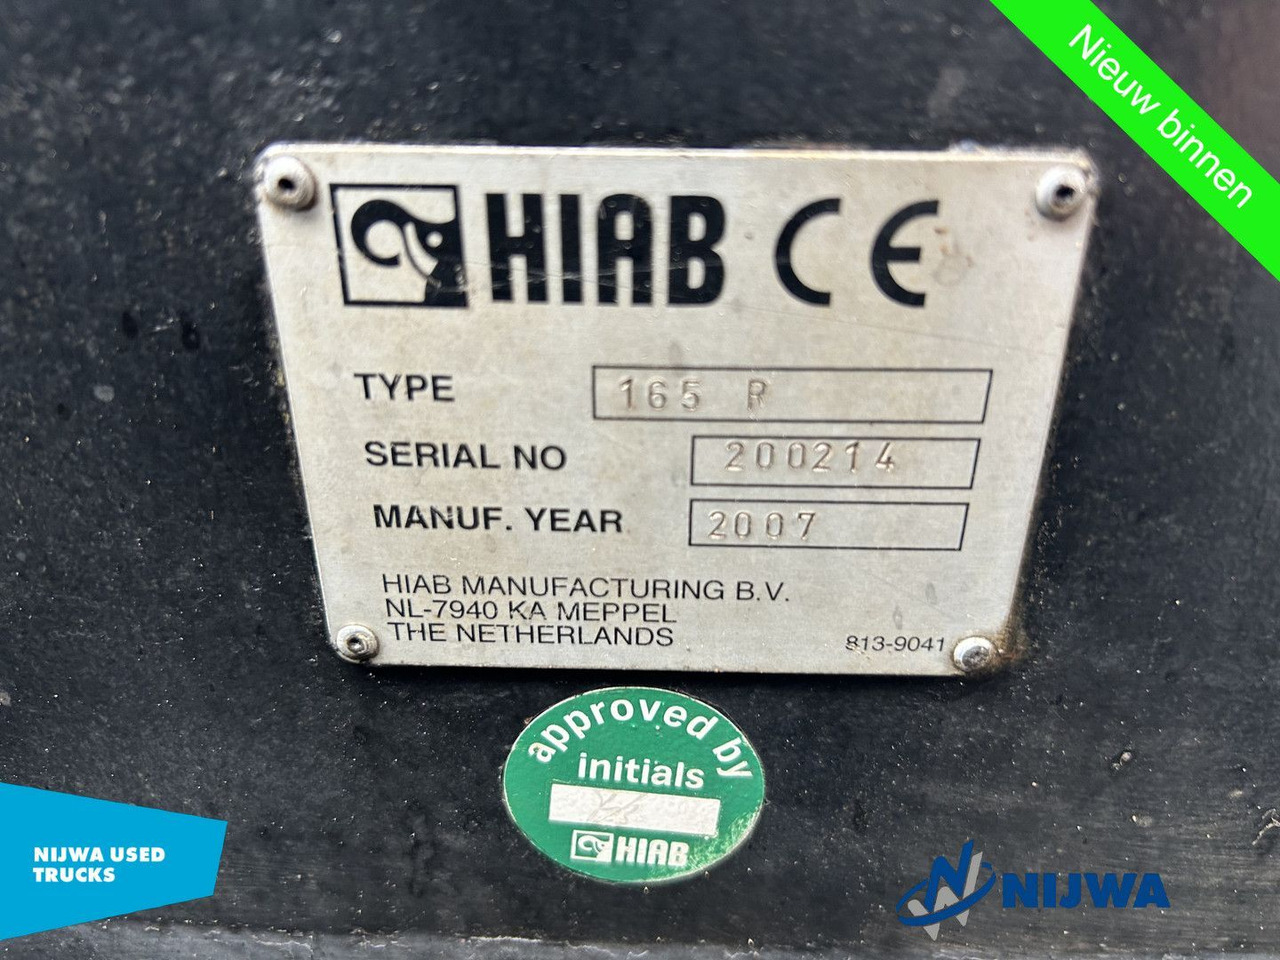 Nieuw binnen
HIAB CE
TYPE 165 R
SERIAL NO 200214
MANUF. YEAR 2007
HIAB MANUFACTURING B.V.
NL-7940 KA MEPPEL
THE NETHERLANDS
813-9041
approved by
initials
HIAB
NIJWA USED
TRUCKS
NIJWA